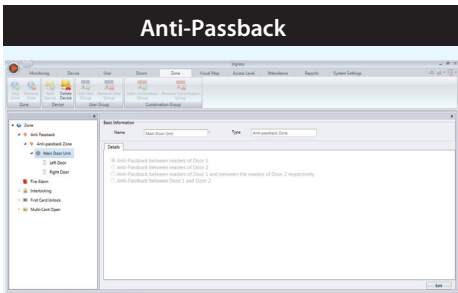 Anti-Passback
Ingress
Monitoring Device User Doors Zone Visual Map Access Level Attendance Reports System Settings
Delete
Device
Zone Device User Group Combination Group
Zone
Anti Passback
Anti-passback Zone
Main Door Unit
Left Door
Right Door
Fire Alarm
Interlocking
First Card Unlock
Multi-Card Open
Basic Information
Name Main Door Unit * Type Anti-passback Zone
Details
Anti-Passback between readers of Door 1
Anti-Passback between readers of Door 2
Anti-Passback between readers of Door 1 and between the readers of Door 2 respectively
Anti-Passback between Door 1 and Door 2
Edit